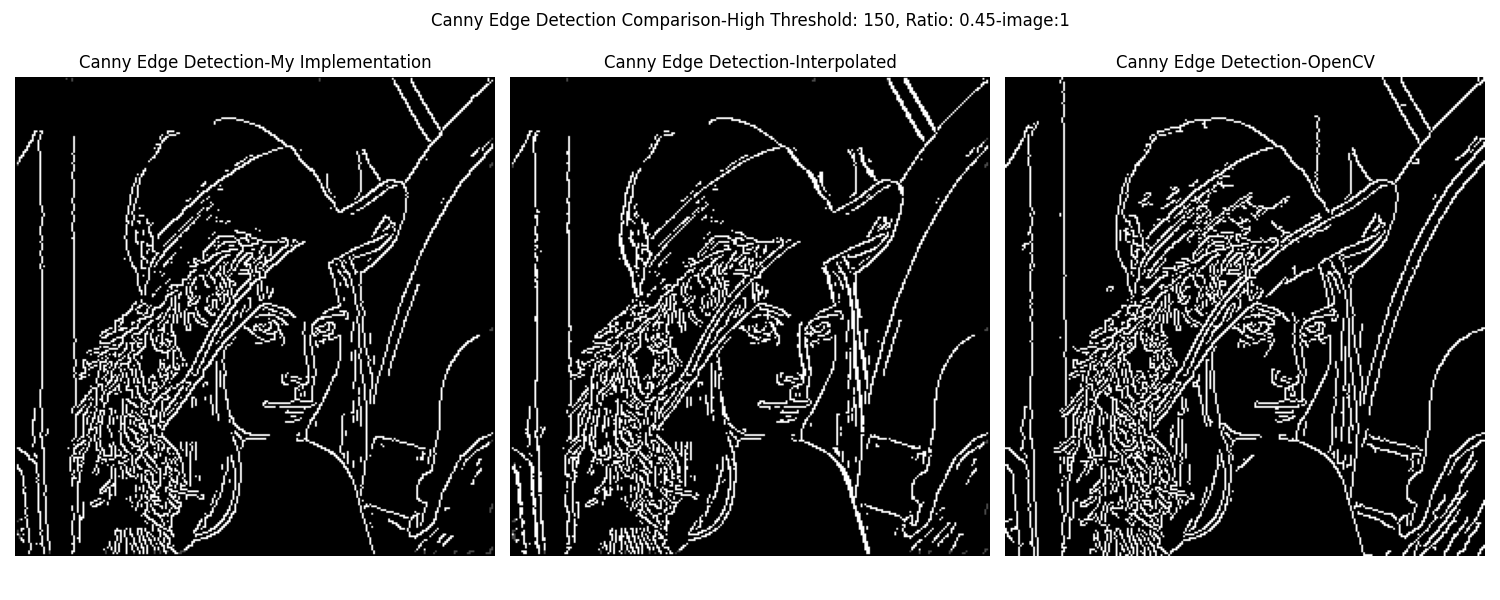 Canny Edge Detection Comparison-High Threshold: 150, Ratio: 0.45-image:1
Canny Edge Detection-My Implementation
Canny Edge Detection-Interpolated
Canny Edge Detection-OpenCV